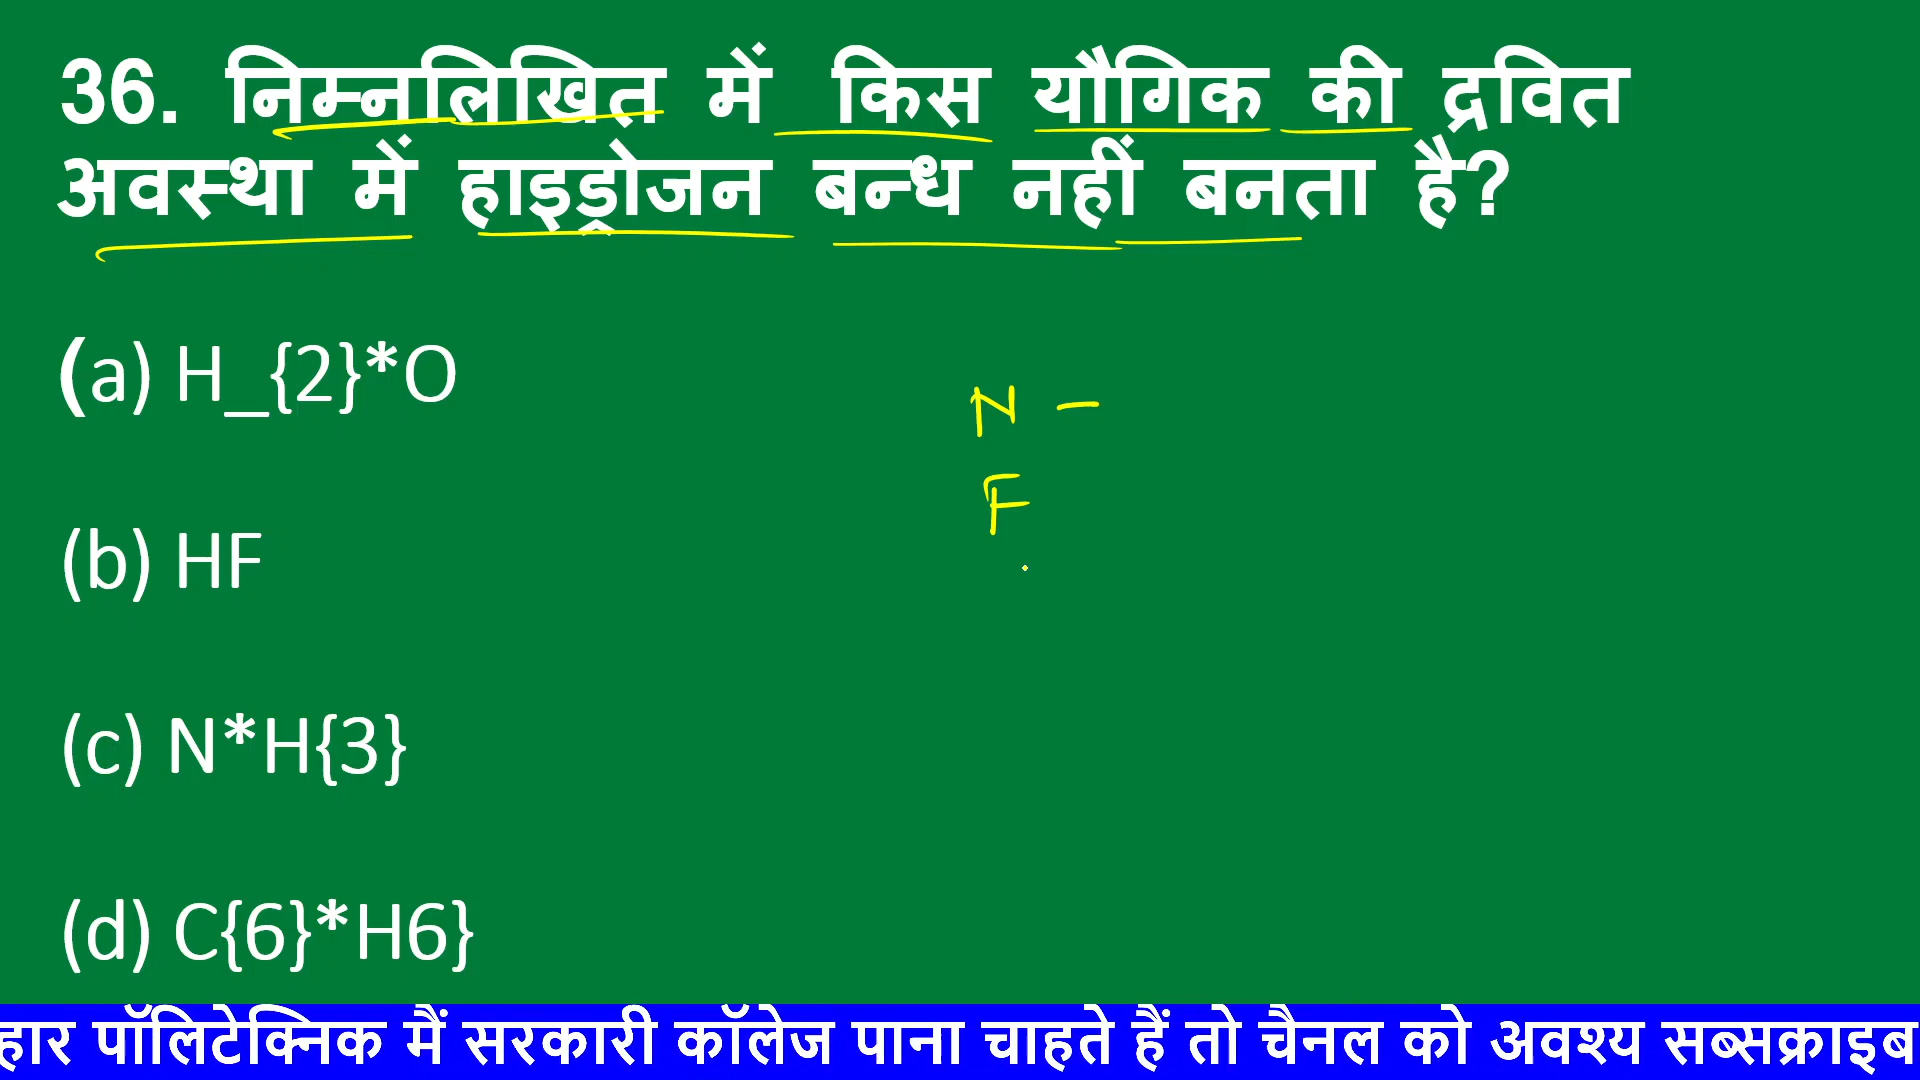 36. निम्नलिखित में किस यौगिक की द्रवित
अवस्था में हाइड्रोजन बन्ध नहीं बनता है?
(a) H_{2}*O
N -
F
(b) HF
(c) N*H{3}
(d) C{6}*H6}
हार पॉलिटेक्निक मैं सरकारी कॉलेज पाना चाहते हैं तो चैनल को अवश्य सब्सक्राइब